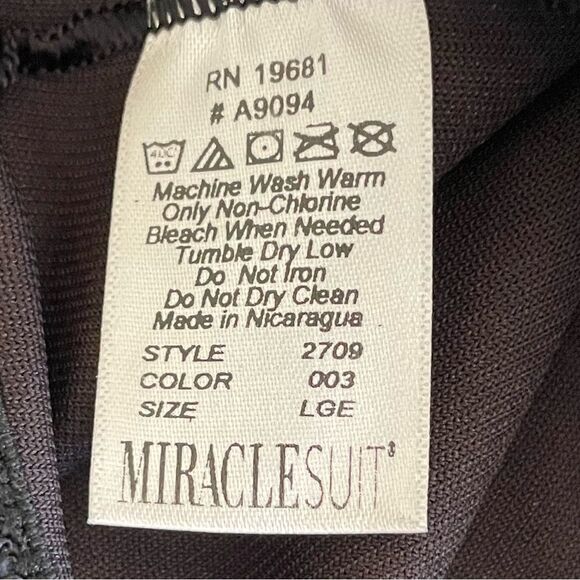 RN 19681
# A9094
40C
Machine Wash Warm
Only Non-Chlorine
Bleach When Needed
Tumble Dry Low
Do Not Iron
Do Not Dry Clean
Made in Nicaragua
STYLE 2709
COLOR 003
SIZE LGE
MIRACLESUIT®